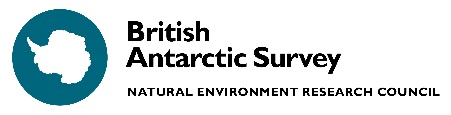 British
Antarctic Survey
NATURAL ENVIRONMENT RESEARCH COUNCIL